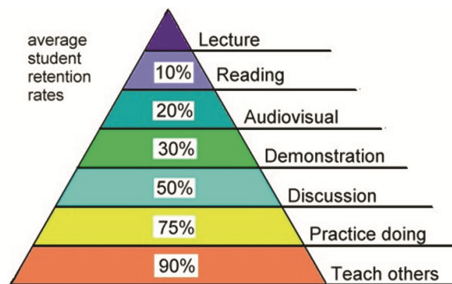 average
student
retention
rates
Lecture
10% Reading
20% Audiovisual
30% Demonstration
50% Discussion
75% Practice doing
90% Teach others